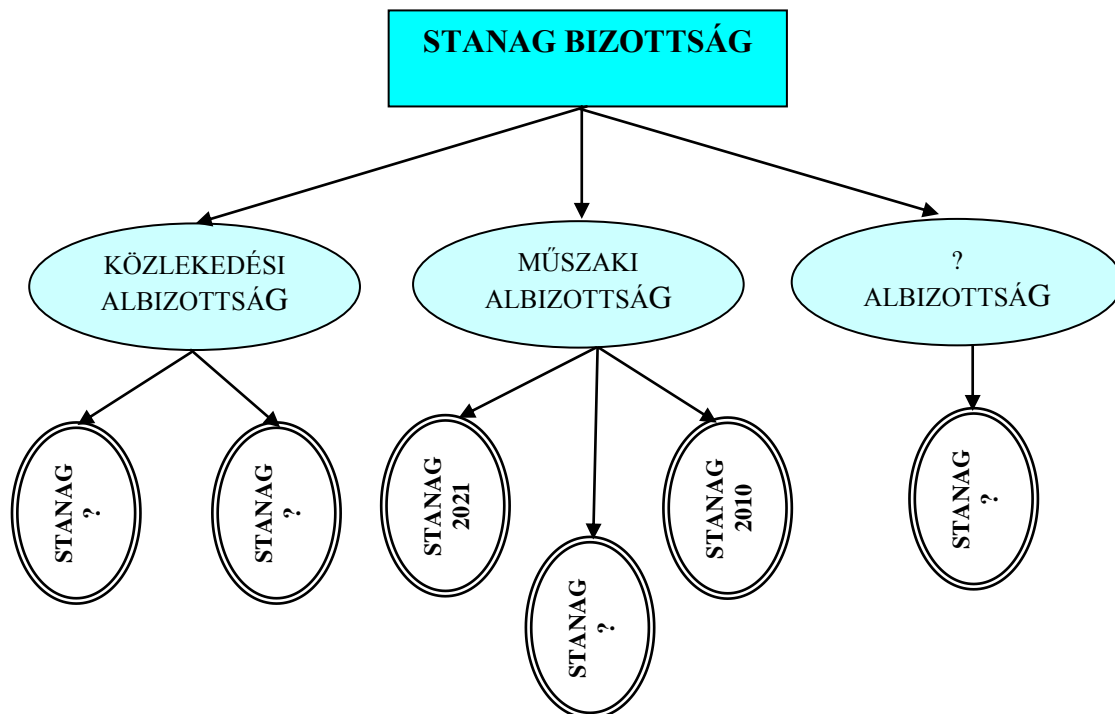 STANAG BIZOTTSÁG
KÖZLEKEDÉSI
ALBIZOTTSÁG
MŰSZAKI
ALBIZOTTSÁG
?
ALBIZOTTSÁG
STANAG
?
STANAG
?
STANAG
2021
STANAG
?
STANAG
2010
STANAG
?